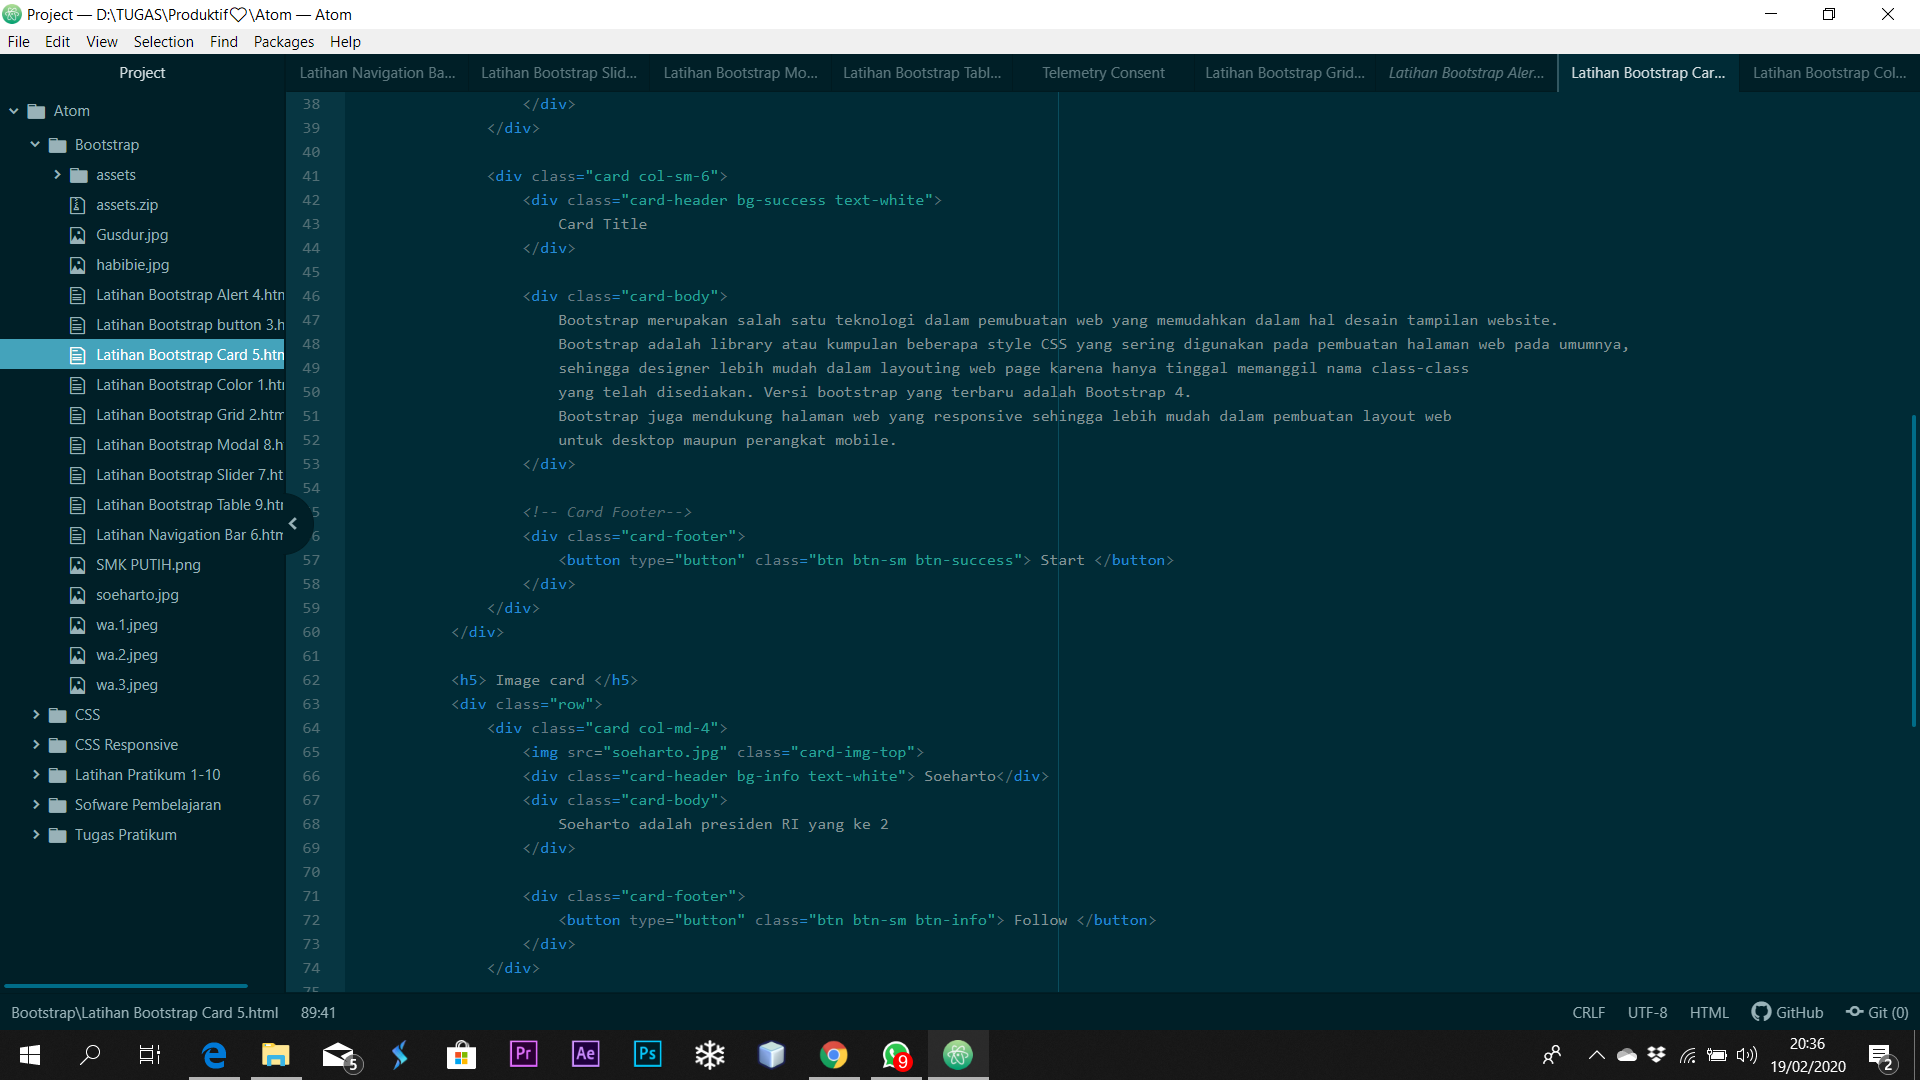 Project — D:\TUGAS\Produktif♡\Atom — Atom
File Edit View Selection Find Packages Help
Project
Latihan Navigation Ba... Latihan Bootstrap Slid... Latihan Bootstrap Mo... Latihan Bootstrap Tabl... Telemetry Consent Latihan Bootstrap Grid... Latihan Bootstrap Aler... Latihan Bootstrap Car... Latihan Bootstrap Col...
Atom
Bootstrap
assets
assets.zip
Gusdur.jpg
habibie.jpg
Latihan Bootstrap Alert 4.htm
Latihan Bootstrap button 3.h
Latihan Bootstrap Card 5.htm
Latihan Bootstrap Color 1.htm
Latihan Bootstrap Grid 2.htm
Latihan Bootstrap Modal 8.h
Latihan Bootstrap Slider 7.ht
Latihan Bootstrap Table 9.htm
Latihan Navigation Bar 6.htm
SMK PUTIH.png
soeharto.jpg
wa.1.jpeg
wa.2.jpeg
wa.3.jpeg
CSS
CSS Responsive
Latihan Pratikum 1-10
Sofware Pembelajaran
Tugas Pratikum
38 </div>
39 </div>
40
41 <div class="card col-sm-6">
42 <div class="card-header bg-success text-white">
43 Card Title
44 </div>
45
46 <div class="card-body">
47 Bootstrap merupakan salah satu teknologi dalam pemubuatan web yang memudahkan dalam hal desain tampilan website.
48 Bootstrap adalah library atau kumpulan beberapa style CSS yang sering digunakan pada pembuatan halaman web pada umumnya,
49 sehingga designer lebih mudah dalam layouting web page karena hanya tinggal memanggil nama class-class
50 yang telah disediakan. Versi bootstrap yang terbaru adalah Bootstrap 4.
51 Bootstrap juga mendukung halaman web yang responsive sehingga lebih mudah dalam pembuatan layout web
52 untuk desktop maupun perangkat mobile.
53 </div>
54
5 <!-- Card Footer-->
6 <div class="card-footer">
57 <button type="button" class="btn btn-sm btn-success"> Start </button>
58 </div>
59 </div>
60 </div>
61
62 <h5> Image card </h5>
63 <div class="row">
64 <div class="card col-md-4">
65 <img src="soeharto.jpg" class="card-img-top">
66 <div class="card-header bg-info text-white"> Soeharto</div>
67 <div class="card-body">
68 Soeharto adalah presiden RI yang ke 2
69 </div>
70
71 <div class="card-footer">
72 <button type="button" class="btn btn-sm btn-info"> Follow </button>
73 </div>
74 </div>
75
Bootstrap\Latihan Bootstrap Card 5.html 89:41 CRLF UTF-8 HTML GitHub Git (0)
5 Pr Ae Ps 9 20:36
19/02/2020 2